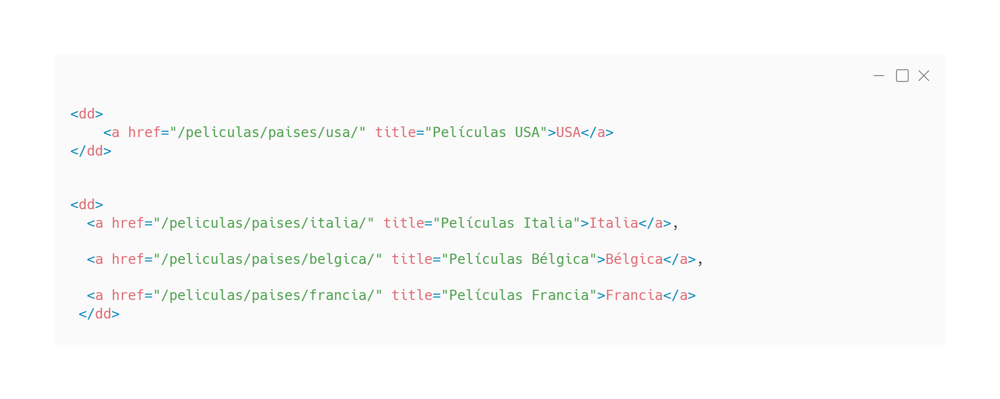 <dd>
    <a href="/peliculas/paises/usa/" title="Películas USA">USA</a>
</dd>
<dd>
  <a href="/peliculas/paises/italia/" title="Películas Italia">Italia</a>,
  <a href="/peliculas/paises/belgica/" title="Películas Bélgica">Bélgica</a>,
  <a href="/peliculas/paises/francia/" title="Películas Francia">Francia</a>
 </dd>